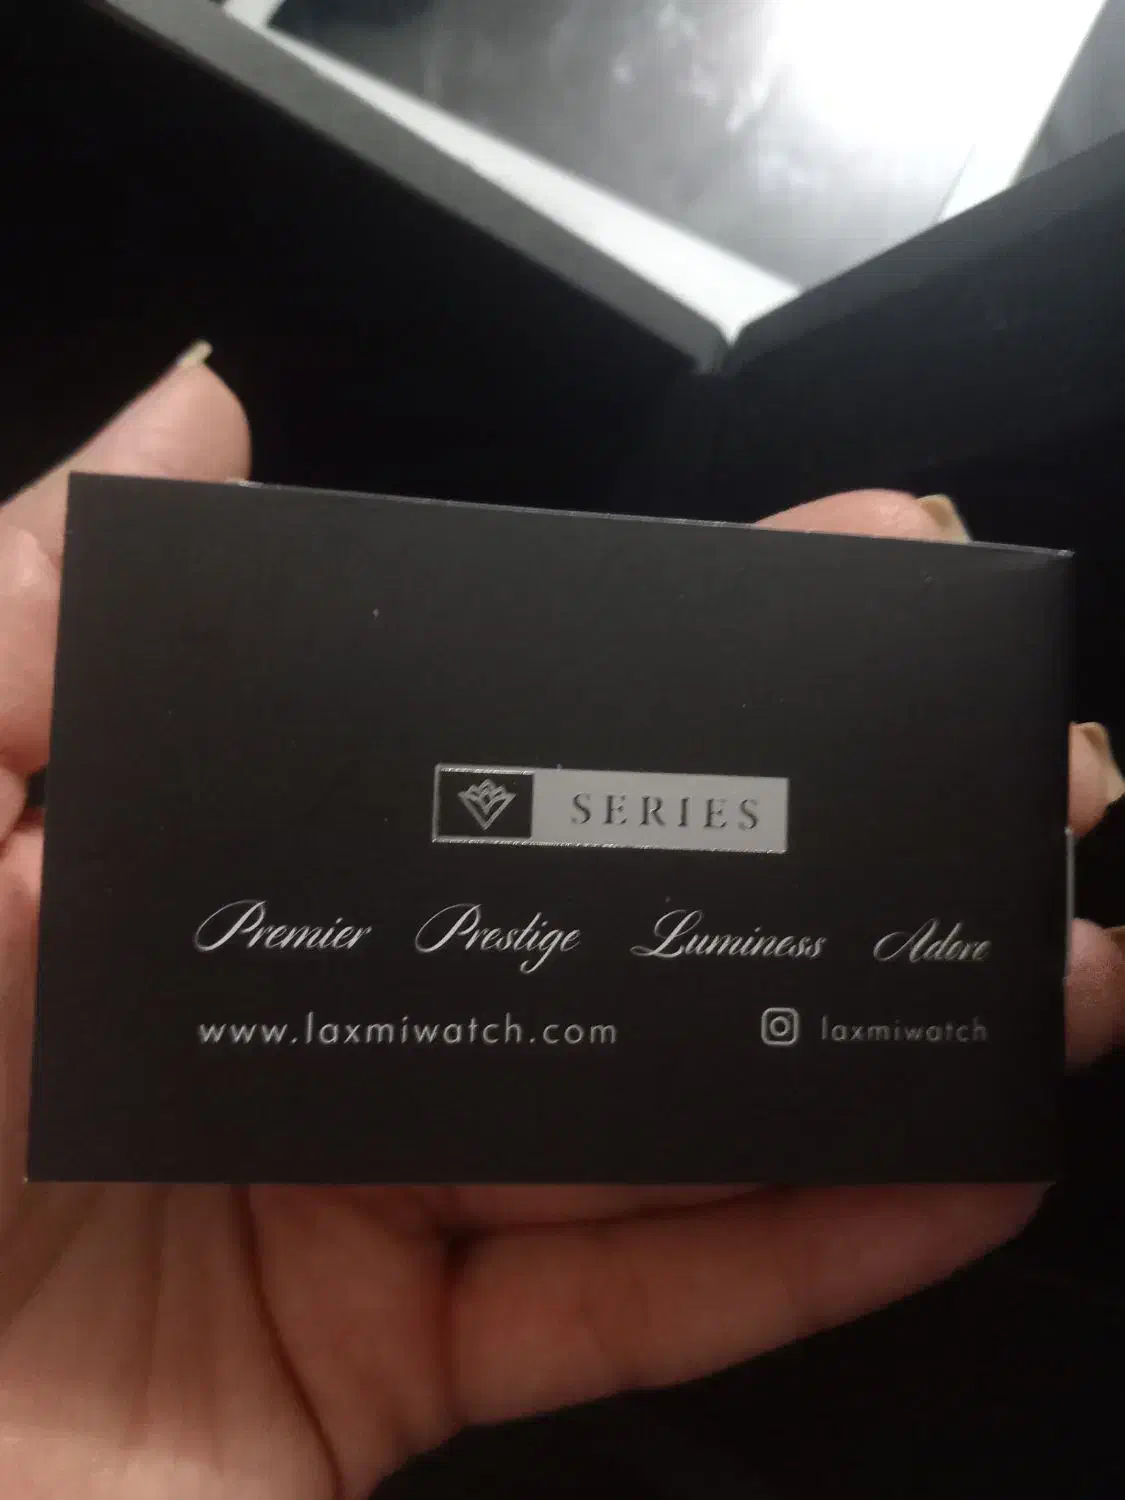 SERIES
Premier Prestige Luminess Adore
www.laxmiwatch.com laxmiwatch